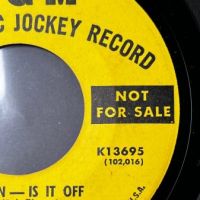 G M
C JOCKEY RECORD
NOT
FOR SALE
K13695
(102,016)
N — IS IT OFF
U.S.A.